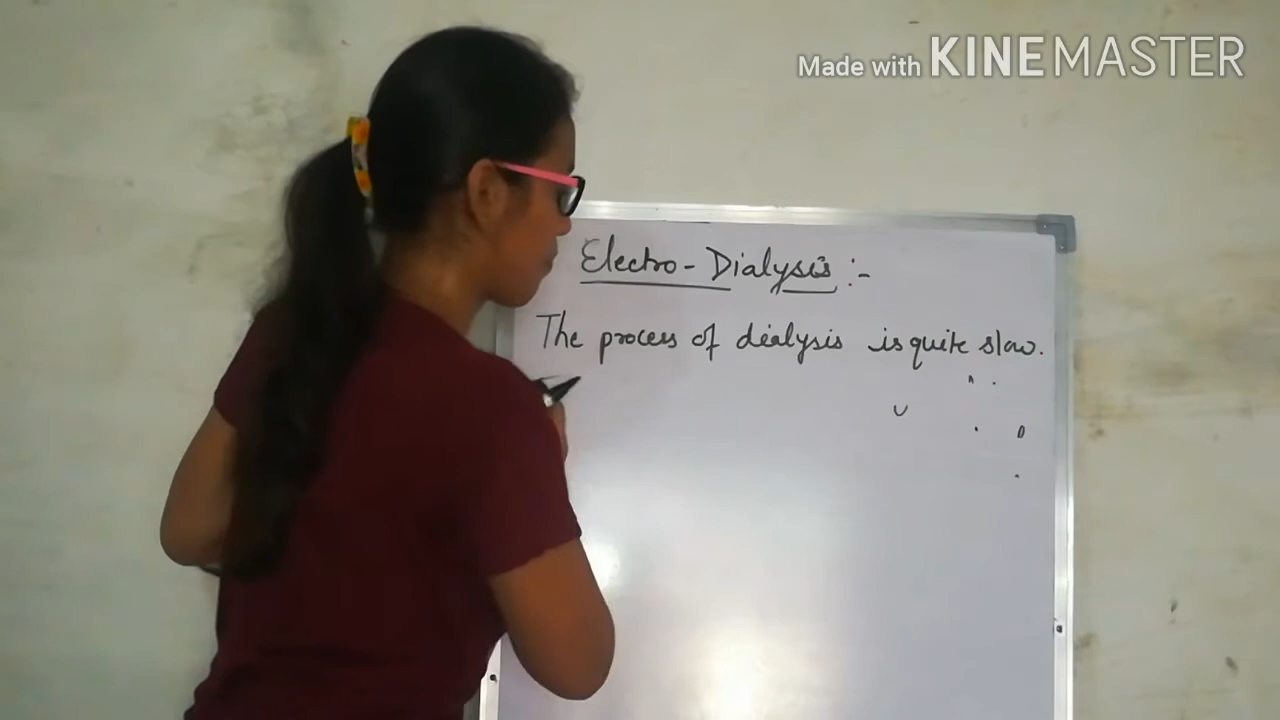 Made with KINEMASTER
Electro-Dialysis :-
The process of dialysis is quite slow.